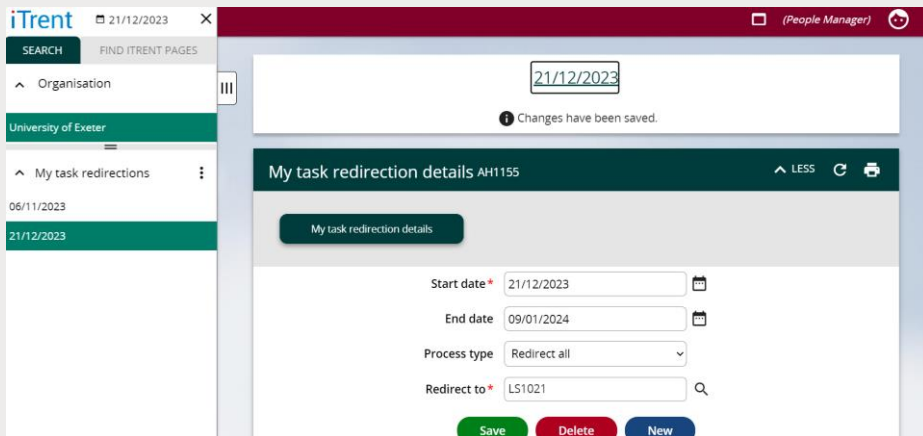 iTrent 21/12/2023
(People Manager)
SEARCH FIND ITRENT PAGES
Organisation
University of Exeter
My task redirections
06/11/2023
21/12/2023
21/12/2023
Changes have been saved.
My task redirection details AH1155 LESS
My task redirection details
Start date* 21/12/2023
End date 09/01/2024
Process type Redirect all
Redirect to* LS1021
Save Delete New